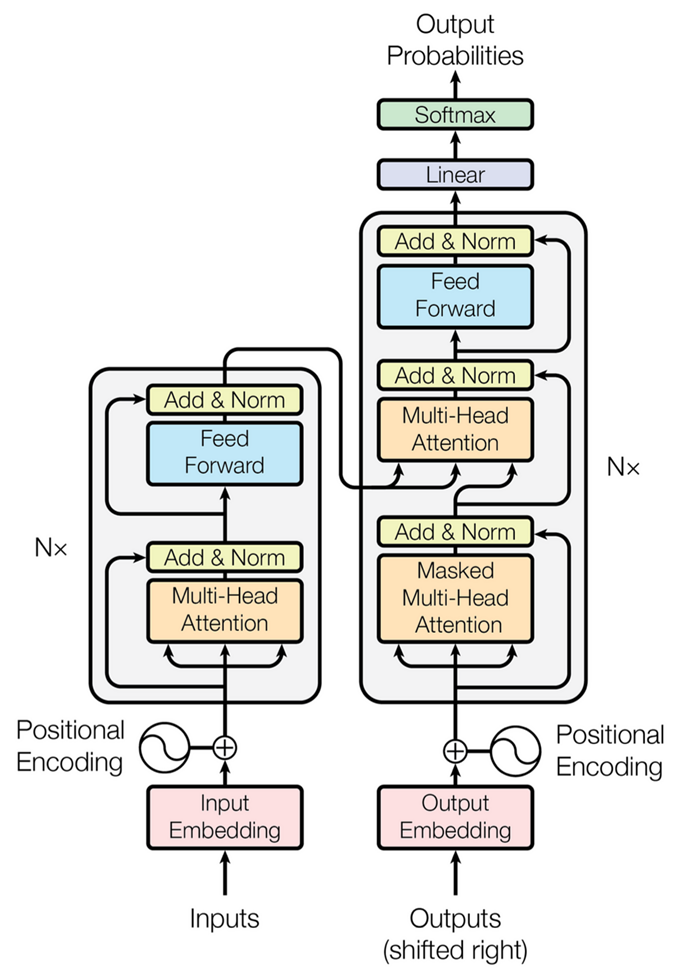 Output
Probabilities
Softmax
Linear
Add & Norm
Feed
Forward
Add & Norm
Multi-Head
Attention
Nx
Add & Norm
Masked
Multi-Head
Attention
Add & Norm
Feed
Forward
Nx
Add & Norm
Multi-Head
Attention
Positional
Encoding
Positional
Encoding
Input
Embedding
Output
Embedding
Inputs
Outputs
(shifted right)